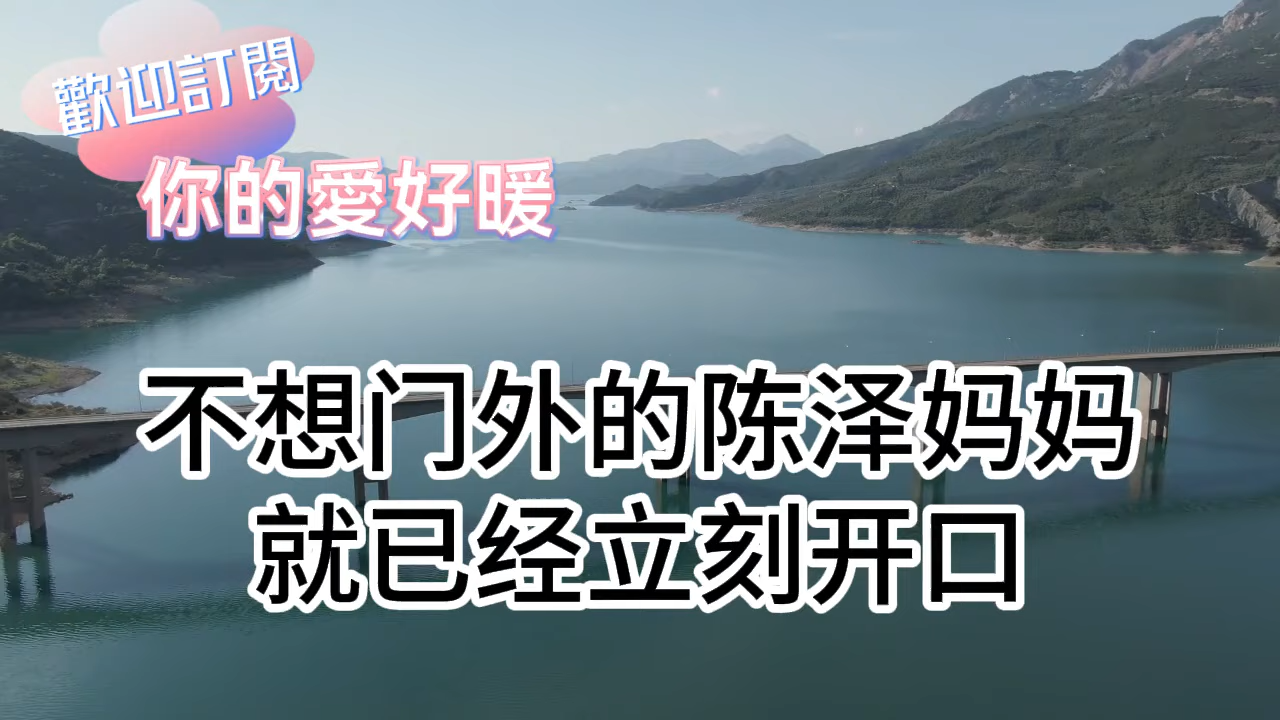 歡迎訂閱
你的愛好暖
不想门外的陈泽妈妈
就已经立刻开口